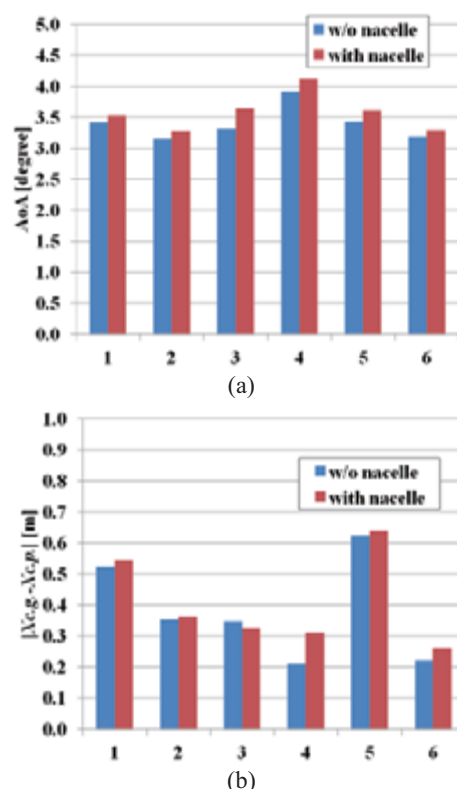 5.0
4.5
4.0
3.5
3.0
2.5
2.0
1.5
1.0
0.5
0.0
AoA [degree]
w/o nacelle
with nacelle
1 2 3 4 5 6
(a)
1.0
0.9
0.8
0.7
0.6
0.5
0.4
0.3
0.2
0.1
0.0
|Xc.g.-Xc.p.| [m]
w/o nacelle
with nacelle
1 2 3 4 5 6
(b)